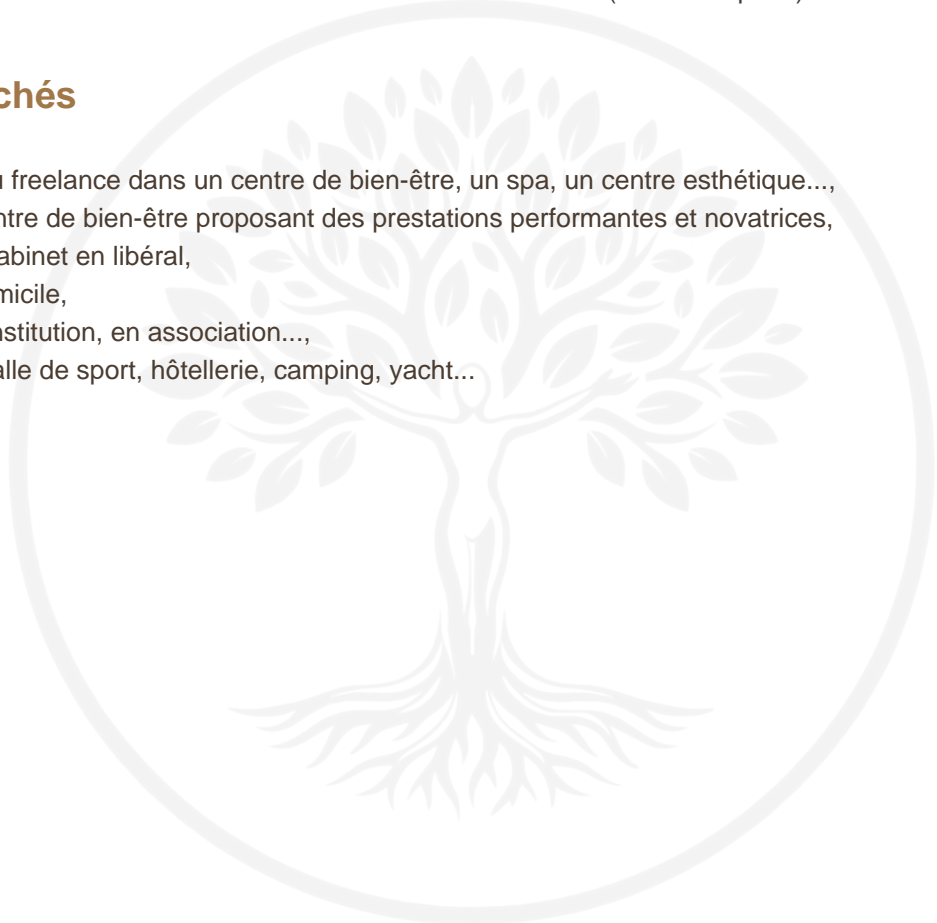 chés
freelance dans un centre de bien-être, un spa, un centre esthétique...,
ntre de bien-être proposant des prestations performantes et novatrices,
abinet en libéral,
micile,
nstitution, en association...,
alle de sport, hôtellerie, camping, yacht...